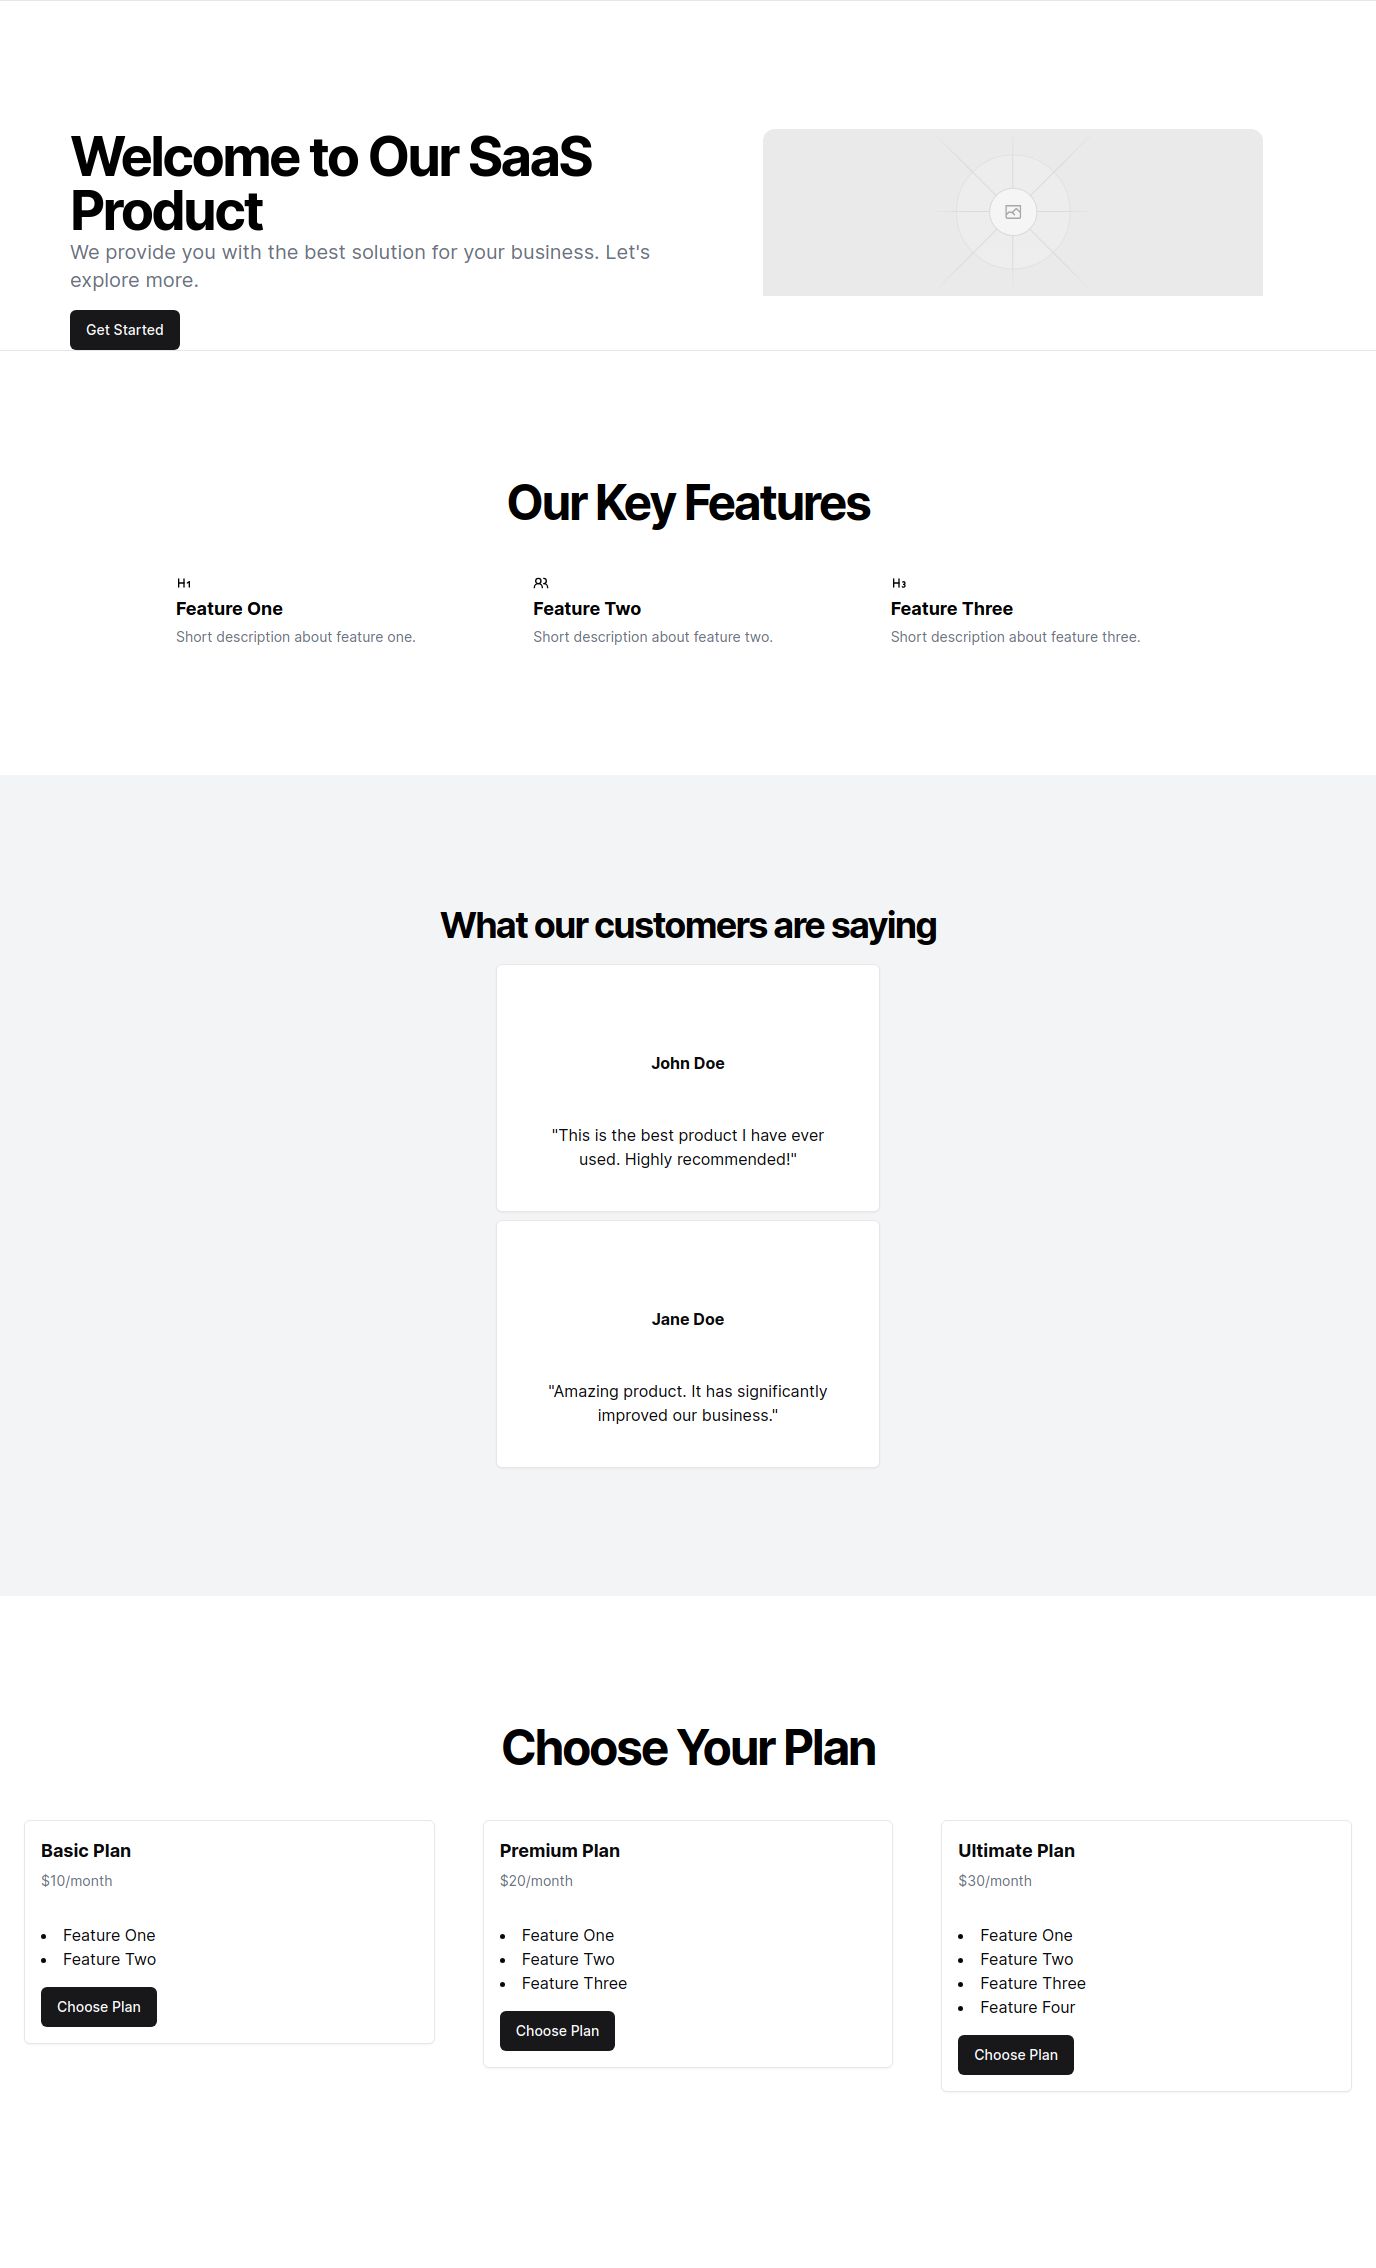 Welcome to Our SaaS
Product
We provide you with the best solution for your business. Let's
explore more.
Get Started
Our Key Features
H1
Feature One
Short description about feature one.
Feature Two
Short description about feature two.
H3
Feature Three
Short description about feature three.
What our customers are saying
John Doe
"This is the best product I have ever
used. Highly recommended!"
Jane Doe
"Amazing product. It has significantly
improved our business."
Choose Your Plan
Basic Plan
$10/month
• Feature One
• Feature Two
Choose Plan
Premium Plan
$20/month
• Feature One
• Feature Two
• Feature Three
Choose Plan
Ultimate Plan
$30/month
• Feature One
• Feature Two
• Feature Three
• Feature Four
Choose Plan